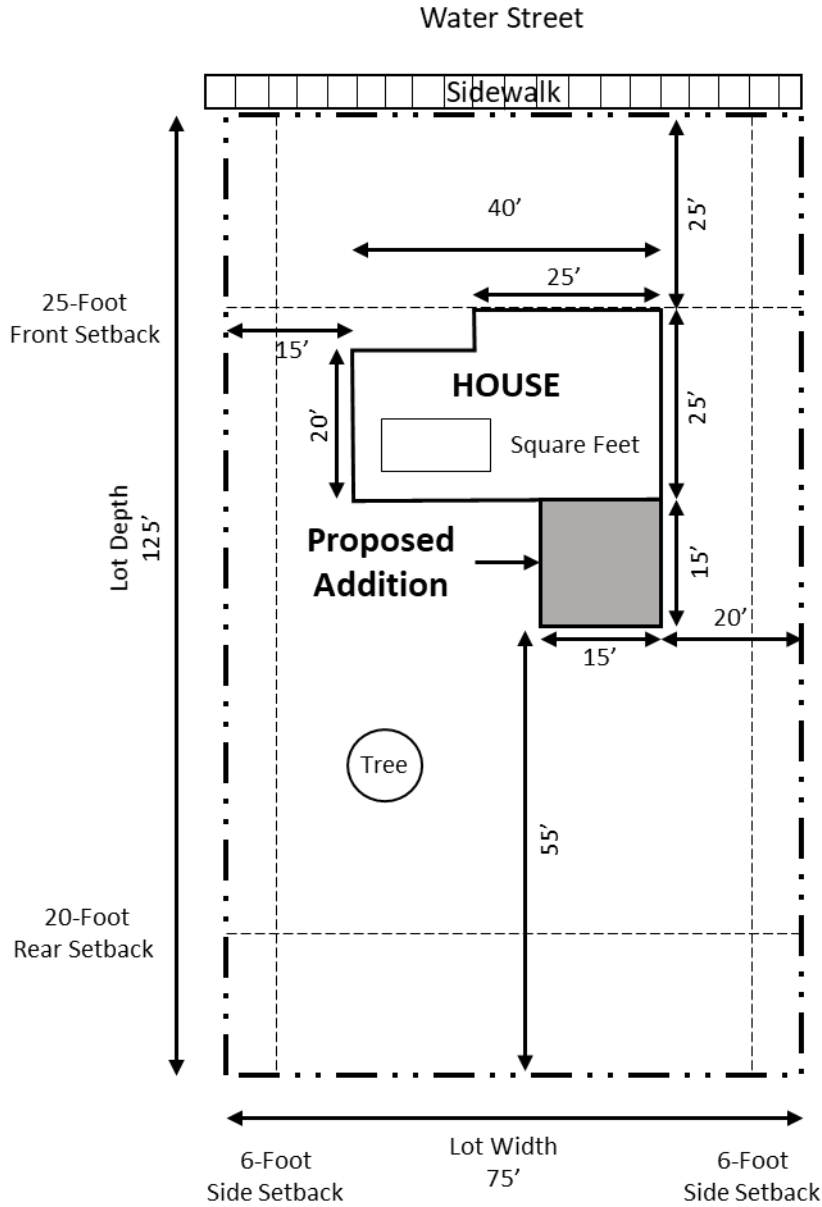 Water Street
Sidewalk
40’
25’
25’
25-Foot
Front Setback
15’
HOUSE
20’
25’
Square Feet
Lot Depth
125’
Proposed
Addition
15’
20’
15’
Tree
55’
20-Foot
Rear Setback
Lot Width
75’
6-Foot
Side Setback
6-Foot
Side Setback